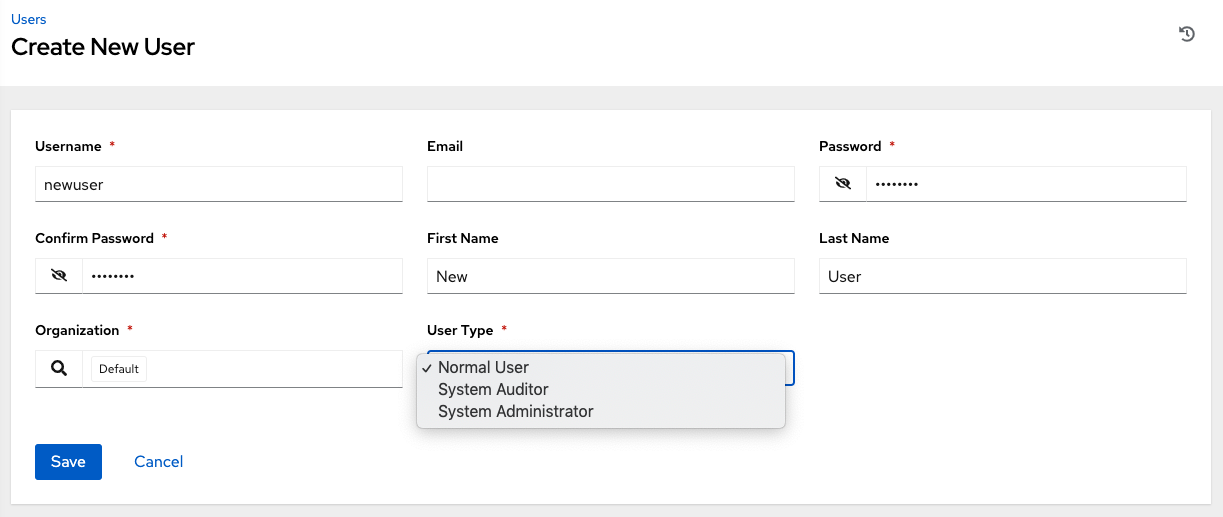 Users
Create New User
Username *
Email
Password *
newuser
••••••••
Confirm Password *
First Name
Last Name
••••••••
New
User
Organization *
User Type *
Default
✓ Normal User
System Auditor
System Administrator
Save
Cancel